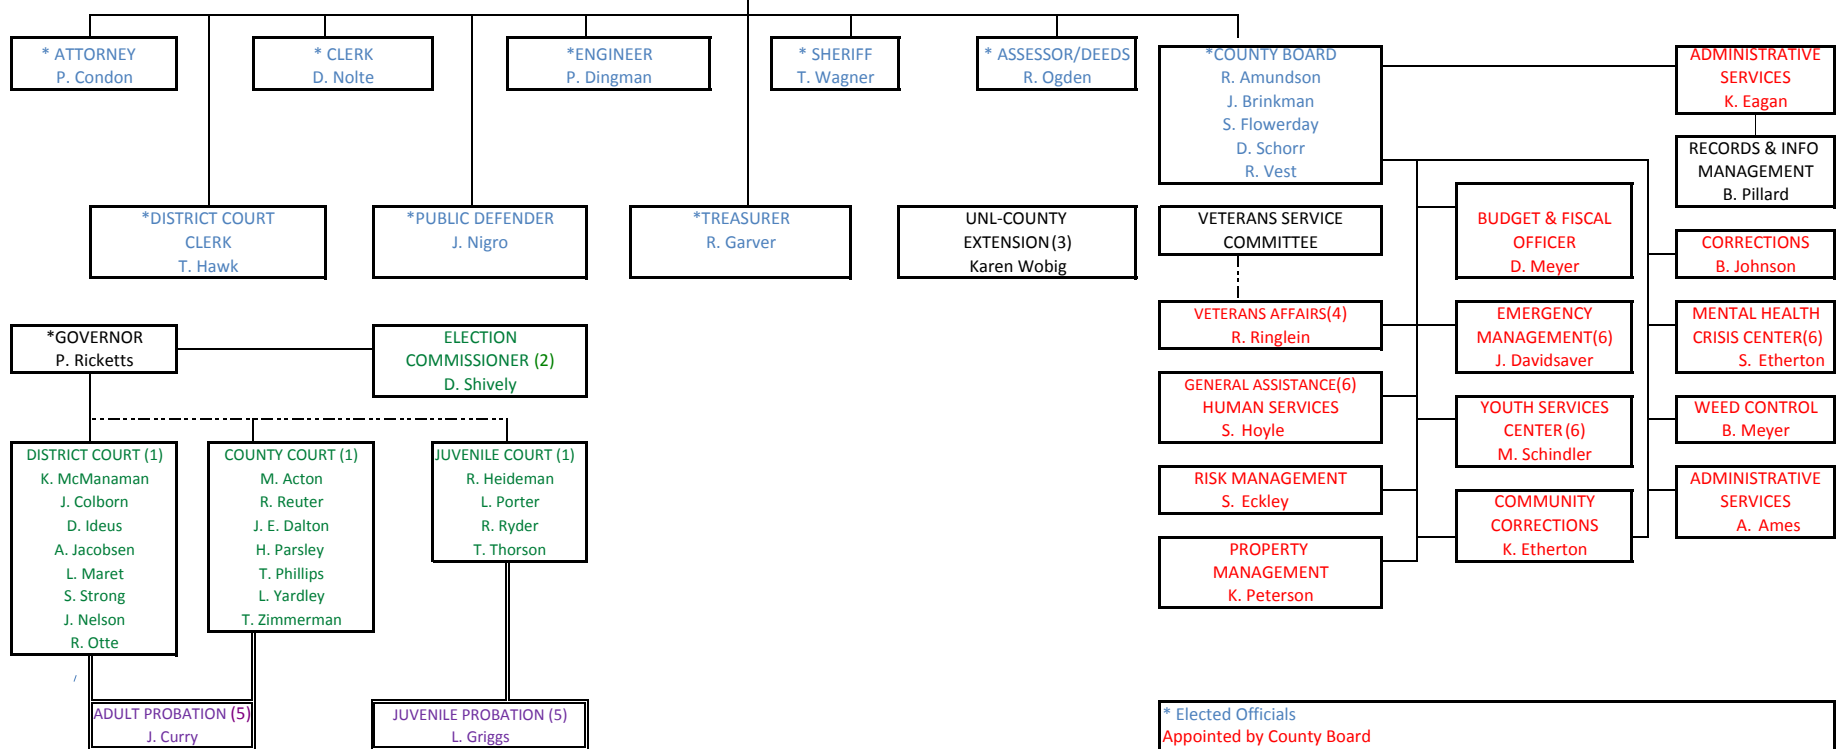 * ATTORNEY
P. Condon
* CLERK
D. Nolte
*ENGINEER
P. Dingman
* SHERIFF
T. Wagner
* ASSESSOR/DEEDS
R. Ogden
*COUNTY BOARD
R. Amundson
J. Brinkman
S. Flowerday
D. Schorr
R. Vest
ADMINISTRATIVE
SERVICES
K. Eagan
RECORDS & INFO
MANAGEMENT
B. Pillard
*DISTRICT COURT
CLERK
T. Hawk
*PUBLIC DEFENDER
J. Nigro
*TREASURER
R. Garver
UNL-COUNTY
EXTENSION (3)
Karen Wobig
VETERANS SERVICE
COMMITTEE
BUDGET & FISCAL
OFFICER
D. Meyer
CORRECTIONS
B. Johnson
*GOVERNOR
P. Ricketts
ELECTION
COMMISSIONER (2)
D. Shively
VETERANS AFFAIRS(4)
R. Ringlein
EMERGENCY
MANAGEMENT(6)
J. Davidsaver
MENTAL HEALTH
CRISIS CENTER(6)
S. Etherton
GENERAL ASSISTANCE(6)
HUMAN SERVICES
S. Hoyle
YOUTH SERVICES
CENTER (6)
M. Schindler
WEED CONTROL
B. Meyer
DISTRICT COURT (1)
K. McManaman
J. Colborn
D. Ideus
A. Jacobsen
L. Maret
S. Strong
J. Nelson
R. Otte
COUNTY COURT (1)
M. Acton
R. Reuter
J. E. Dalton
H. Parsley
T. Phillips
L. Yardley
T. Zimmerman
JUVENILE COURT (1)
R. Heideman
L. Porter
R. Ryder
T. Thorson
RISK MANAGEMENT
S. Eckley
COMMUNITY
CORRECTIONS
K. Etherton
ADMINISTRATIVE
SERVICES
A. Ames
PROPERTY
MANAGEMENT
K. Peterson
/
ADULT PROBATION (5)
J. Curry
JUVENILE PROBATION (5)
L. Griggs
* Elected Officials
Appointed by County Board